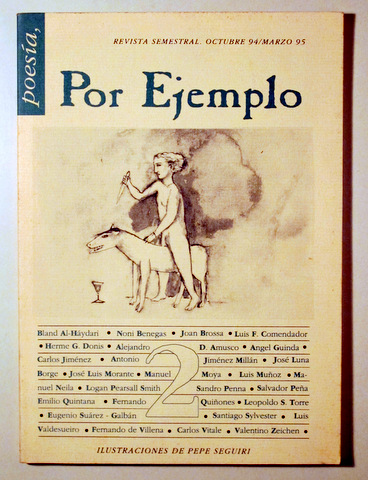 poesía,
REVISTA SEMESTRAL. OCTUBRE 94/MARZO 95
Por Ejemplo
Bland Al-Háydari • Noni Benegas • Joan Brossa • Luis F. Comendador
• Herme G. Donis • Alejandro D. Amusco • Angel Guinda •
Carlos Jiménez • Antonio Jiménez Millán • José Luna
Borge • José Luis Morante • Manuel Moya • Luis Muñoz • Ma-
nuel Neila • Logan Pearsall Smith Sandro Penna • Salvador Peña
Emilio Quintana • Fernando Quiñones • Leopoldo S. Torre
• Eugenio Suárez - Galbán • Santiago Sylvester • Luis
Valdesueiro • Fernando de Villena • Carlos Vitale • Valentino Zeichen •
2
ILUSTRACIONES DE PEPE SEGUIRI